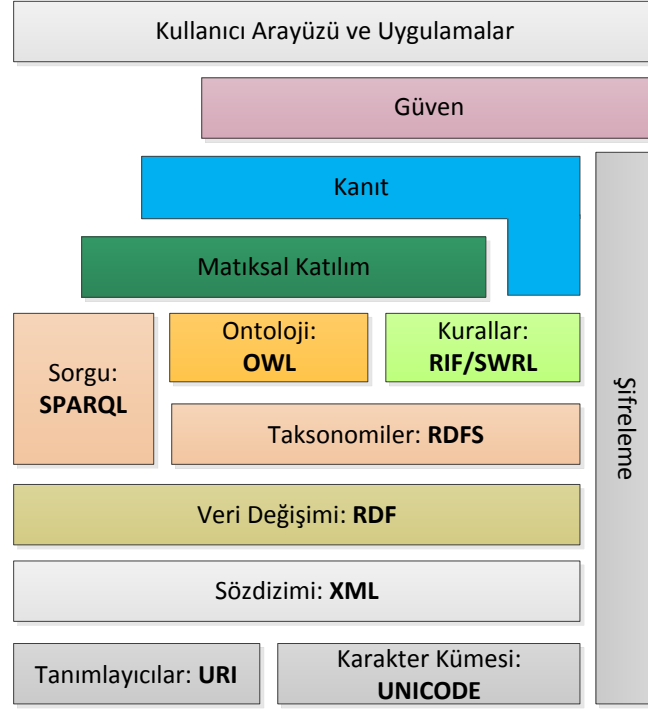 Kullanıcı Arayüzü ve Uygulamalar
Güven
Kanıt
Matıksal Katılım
Sorgu:
SPARQL
Ontoloji:
OWL
Kurallar:
RIF/SWRL
Taksonomiler: RDFS
Şifreleme
Veri Değişimi: RDF
Sözdizimi: XML
Tanımlayıcılar: URI
Karakter Kümesi:
UNICODE